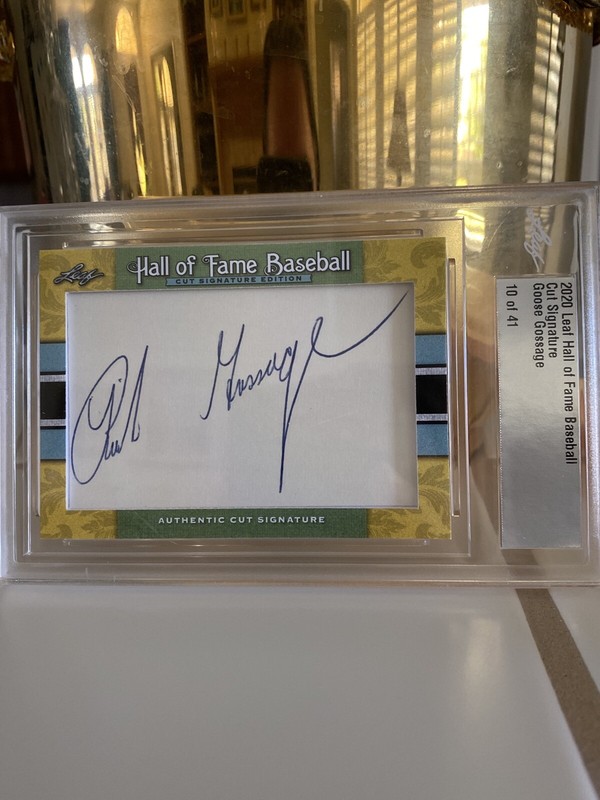 Leaf
Hall of Fame Baseball
CUT SIGNATURE EDITION
Rich Gossage
AUTHENTIC CUT SIGNATURE
Leaf
2020 Leaf Hall of Fame Baseball
Cut Signature
Goose Gossage
10 of 41